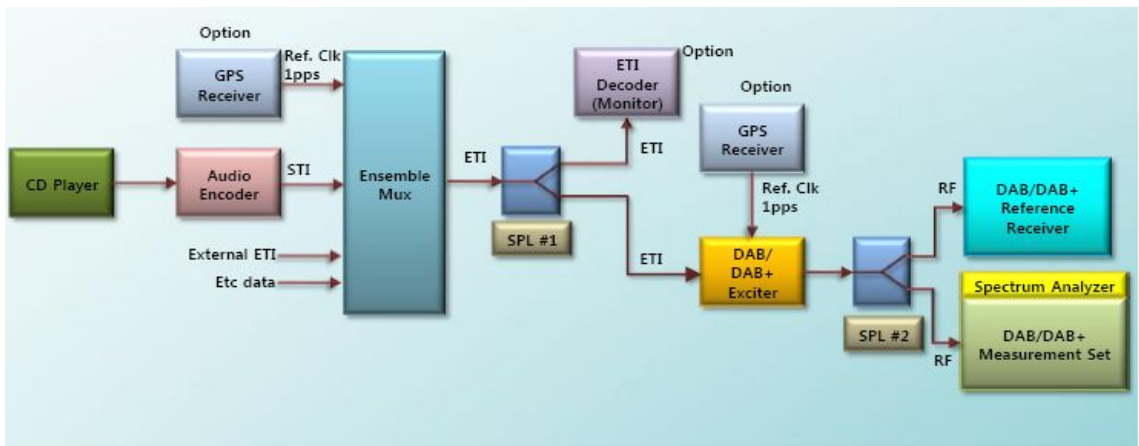 Option
GPS
Receiver
Ref. Clk
1pps
CD Player
Audio
Encoder
STI
External ETI
Etc data
Ensemble
Mux
ETI
SPL #1
ETI
Decoder
(Monitor)
Option
ETI
ETI
Option
GPS
Receiver
Ref. Clk
1pps
DAB/
DAB+
Exciter
SPL #2
RF
DAB/DAB+
Reference
Receiver
RF
Spectrum Analyzer
DAB/DAB+
Measurement Set